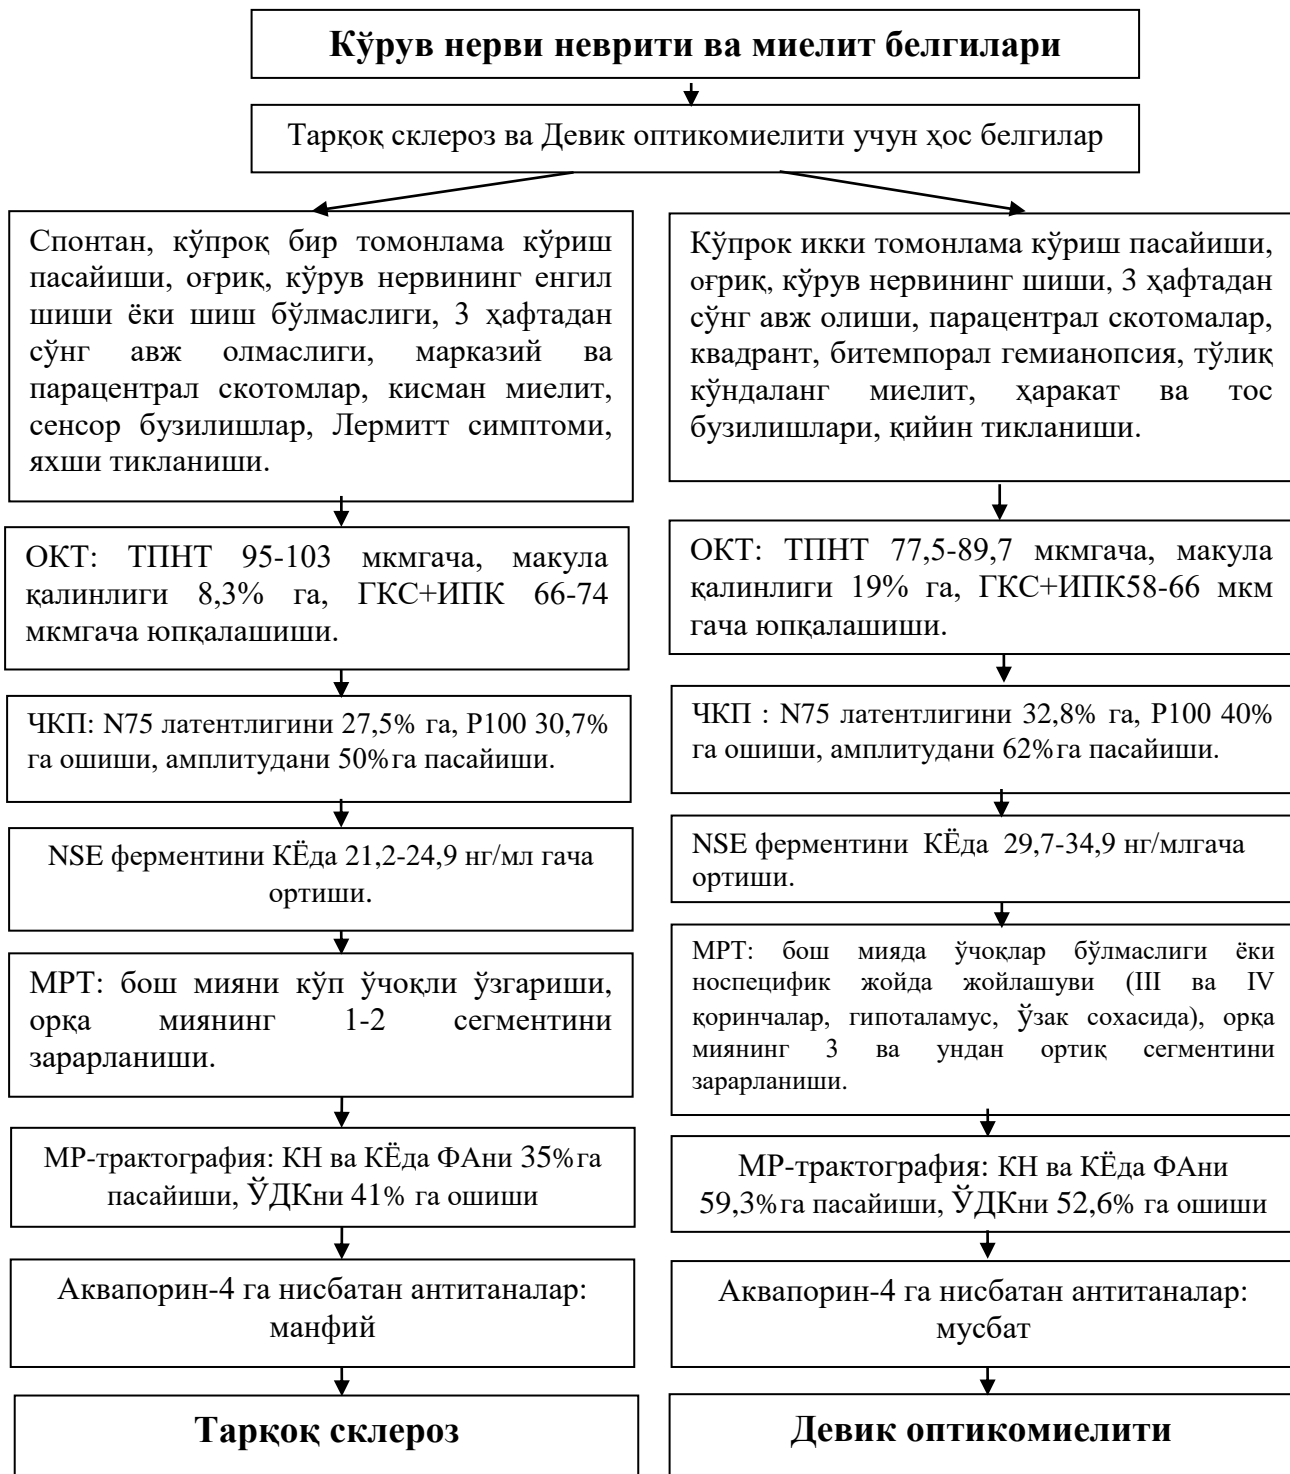 Кўрув нерви неврити ва миелит белгилари
Тарқоқ склероз ва Девик оптикомиелити учун ҳос белгилар
Спонтан, кўпроқ бир томонлама кўриш
пасайиши, оғриқ, кўрув нервининг енгил
шиши ёки шиш бўлмаслиги, 3 ҳафтадан
сўнг авж олмаслиги, марказий ва
парацентрал скотомлар, кисман миелит,
сенсор бузилишлар, Лермитт симптоми,
яхши тикланиши.
ОКТ: ТПНТ 95-103 мкмгача, макула
қалинлиги 8,3% га, ГКС+ИПК 66-74
мкмгача юпқалашиши.
ЧКП: N75 латентлигини 27,5% га, P100 30,7%
га ошиши, амплитудани 50%га пасайиши.
NSE ферментини КЁда 21,2-24,9 нг/мл гача
ортиши.
МРТ: бош мияни кўп ўчоқли ўзгариши,
орқа миянинг 1-2 сегментини
зарарланиши.
МР-трактография: КН ва КЁда ФАни 35%га
пасайиши, ЎДКни 41% га ошиши
Аквапорин-4 га нисбатан антитаналар:
манфий
Тарқоқ склероз
Кўпрок икки томонлама кўриш пасайиши,
оғриқ, кўрув нервининг шиши, 3 ҳафтадан
сўнг авж олиши, парацентрал скотомалар,
квадрант, битемпорал гемианопсия, тўлиқ
кўндаланг миелит, ҳаракат ва тос
бузилишлари, қийин тикланиши.
ОКТ: ТПНТ 77,5-89,7 мкмгача, макула
қалинлиги 19% га, ГКС+ИПК58-66 мкм
гача юпқалашиши.
ЧКП : N75 латентлигини 32,8% га, P100 40%
га ошиши, амплитудани 62%га пасайиши.
NSE ферментини КЁда 29,7-34,9 нг/млгача
ортиши.
МРТ: бош мияда ўчоқлар бўлмаслиги ёки
носпецифик жойда жойлашуви (III ва IV
қоринчалар, гипоталамус, ўзак сохасида), орқа
миянинг 3 ва ундан ортиқ сегментини
зарарланиши.
МР-трактография: КН ва КЁда ФАни
59,3%га пасайиши, ЎДКни 52,6% га ошиши
Аквапорин-4 га нисбатан антитаналар:
мусбат
Девик оптикомиелити